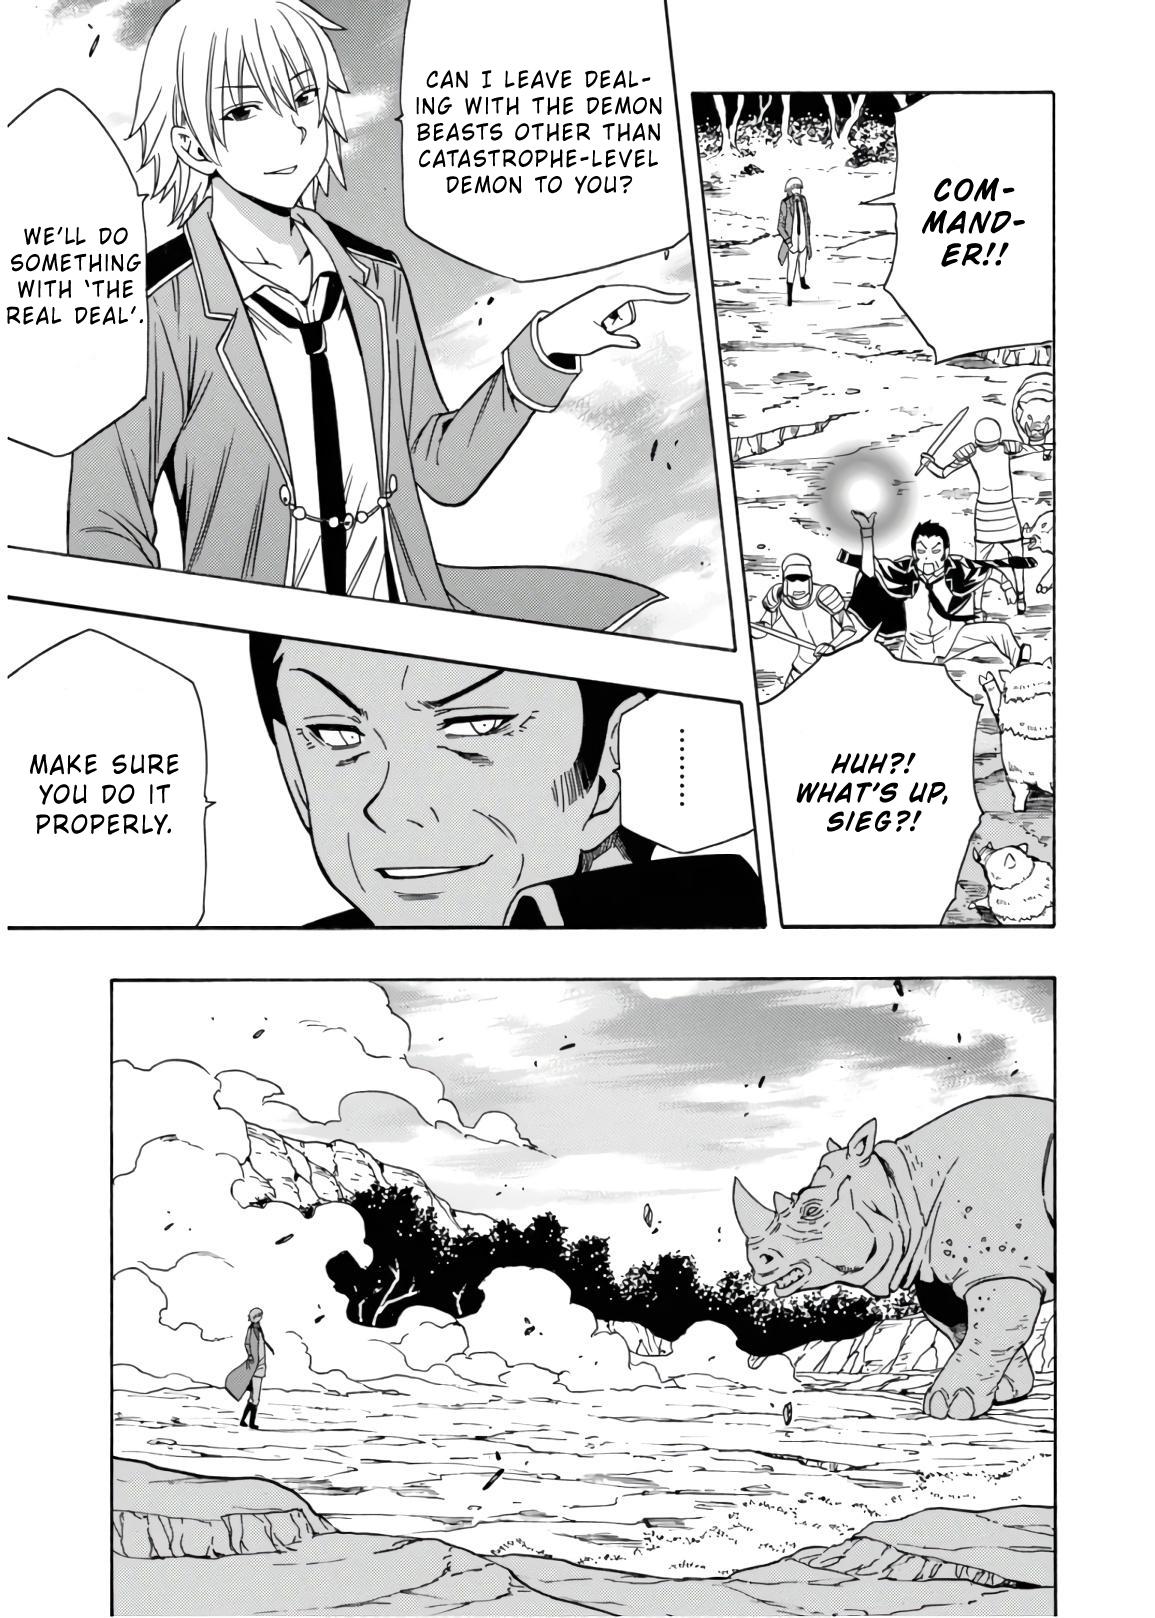 COM-
MAND-
ER!!
HUH?!
WHAT'S UP,
SIEG?!
CAN I LEAVE DEAL-
ING WITH THE DEMON
BEASTS OTHER THAN
CATASTROPHE-LEVEL
DEMON TO YOU?
WE'LL DO
SOMETHING
WITH 'THE
REAL DEAL'.
.........
MAKE SURE
YOU DO IT
PROPERLY.